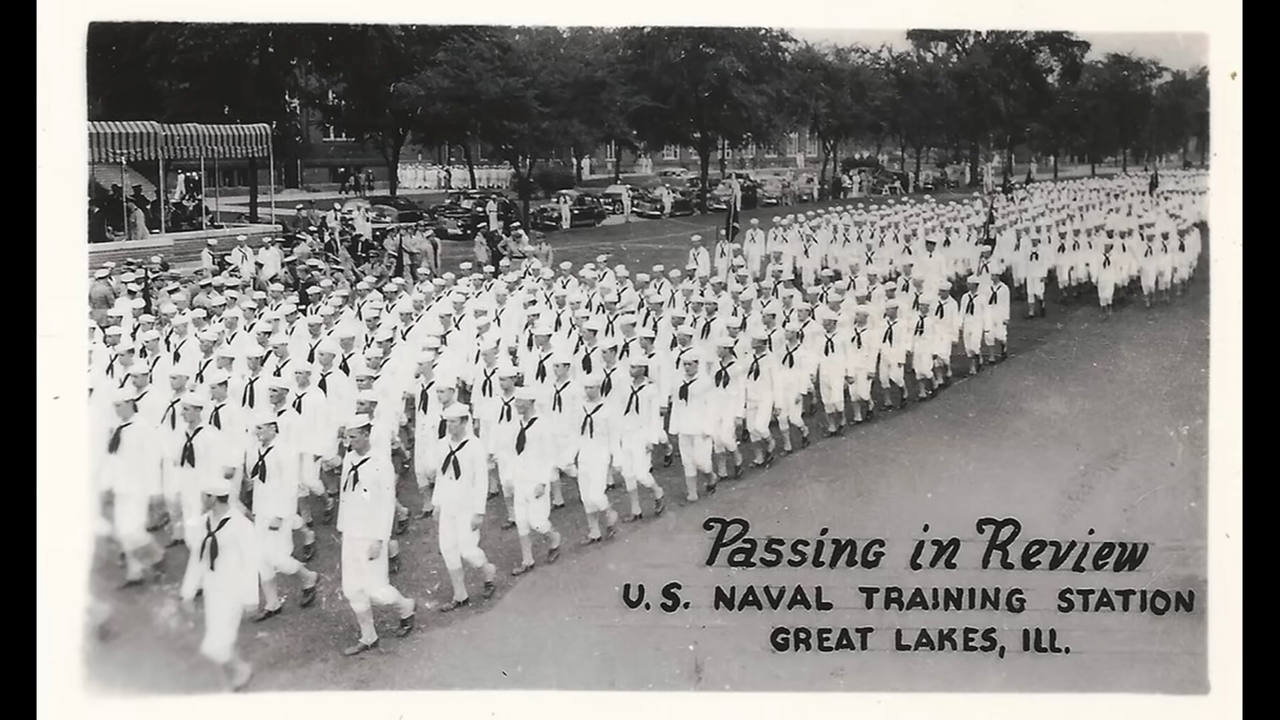 Passing in Review
U.S. NAVAL TRAINING STATION
GREAT LAKES, ILL.